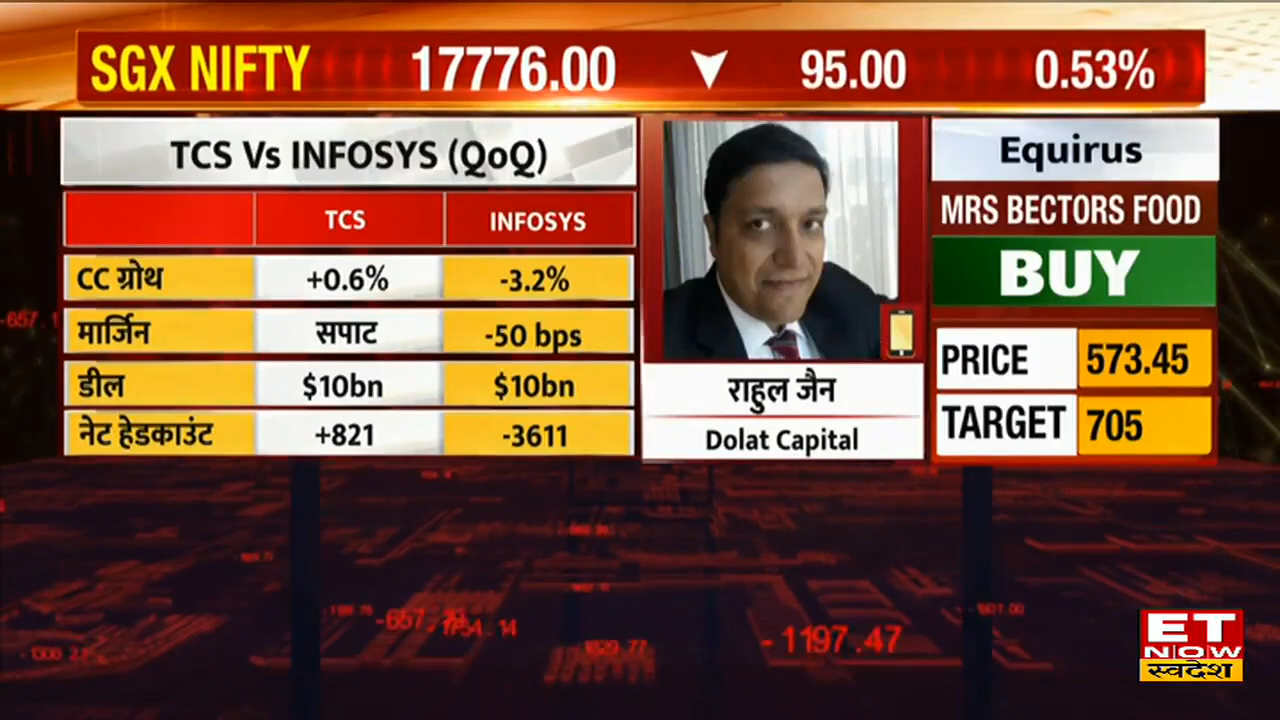 SGX NIFTY 17776.00 95.00 0.53%
TCS Vs INFOSYS (QoQ)
TCS INFOSYS
CC ग्रोथ +0.6% -3.2%
मार्जिन सपाट -50 bps
डील $10bn $10bn
नेट हेडकाउंट +821 -3611
राहुल जैन
Dolat Capital
Equirus
MRS BECTORS FOOD
BUY
PRICE 573.45
TARGET 705
-1197.47
ET
NOW
स्वदेश